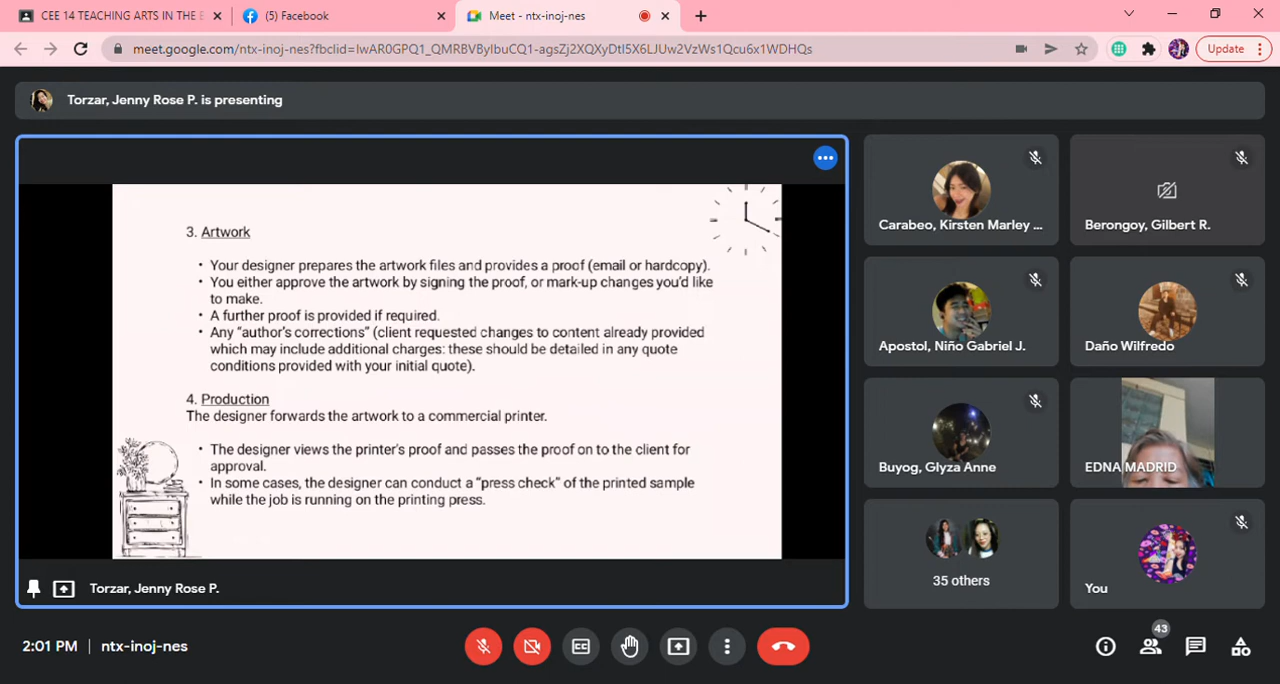 CEE 14 TEACHING ARTS IN THE E
(5) Facebook
Meet - ntx-inoj-nes
meet.google.com/ntx-inoj-nes?fbclid=IwAR0GPQ1_QMRBVByIbuCQ1-agsZj2XQXyDtI5X6LJUw2VzWs1Qcu6x1WDHQs
Update
Torzar, Jenny Rose P. is presenting
3. Artwork
• Your designer prepares the artwork files and provides a proof (email or hardcopy).
• You either approve the artwork by signing the proof, or mark-up changes you'd like
to make.
• A further proof is provided if required.
• Any “author's corrections” (client requested changes to content already provided
which may include additional charges: these should be detailed in any quote
conditions provided with your initial quote).
4. Production
The designer forwards the artwork to a commercial printer.
• The designer views the printer's proof and passes the proof on to the client for
approval.
• In some cases, the designer can conduct a “press check” of the printed sample
while the job is running on the printing press.
Torzar, Jenny Rose P.
Carabeo, Kirsten Marley ...
Berongoy, Gilbert R.
Apostol, Niño Gabriel J.
Daño Wilfredo
Buyog, Glyza Anne
EDNA MADRID
35 others
You
2:01 PM | ntx-inoj-nes
43